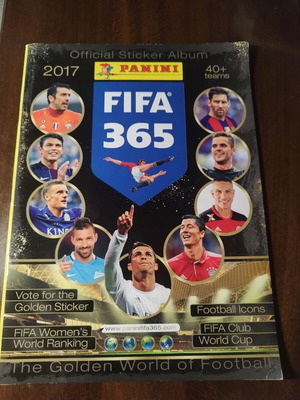 Official Sticker Album
2017
PANINI
40+
teams
FIFA
365
KING
Vote for the
Golden Sticker
Football Icons
FIFA Women's
World Ranking
www.paninififa365.com
FIFA Club
World Cup
The Golden World of Football